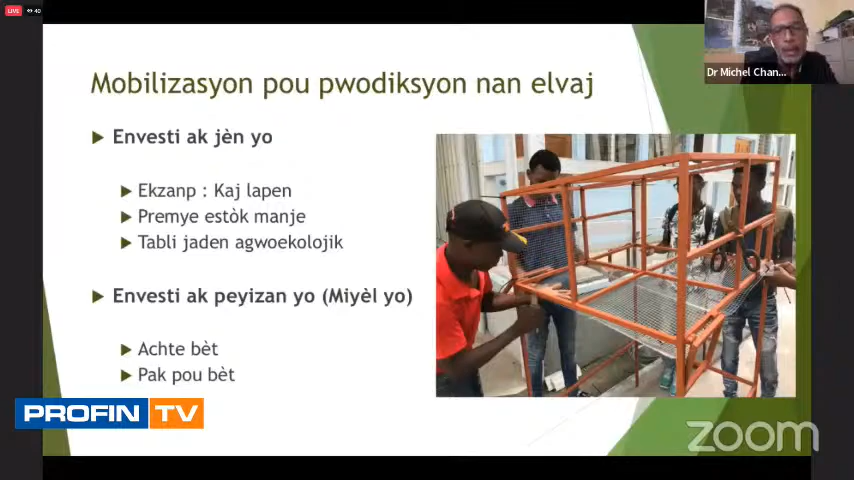 LIVE
40
Dr Michel Chan...
Mobilizasyon pou pwodiksyon nan elvaj
Envesti ak jèn yo
Ekzanp : Kaj lapen
Premye estòk manje
Tabli jaden agwoekolojik
Envesti ak peyizan yo (Miyèl yo)
Achte bèt
Pak pou bèt
PROFIN TV
zoom